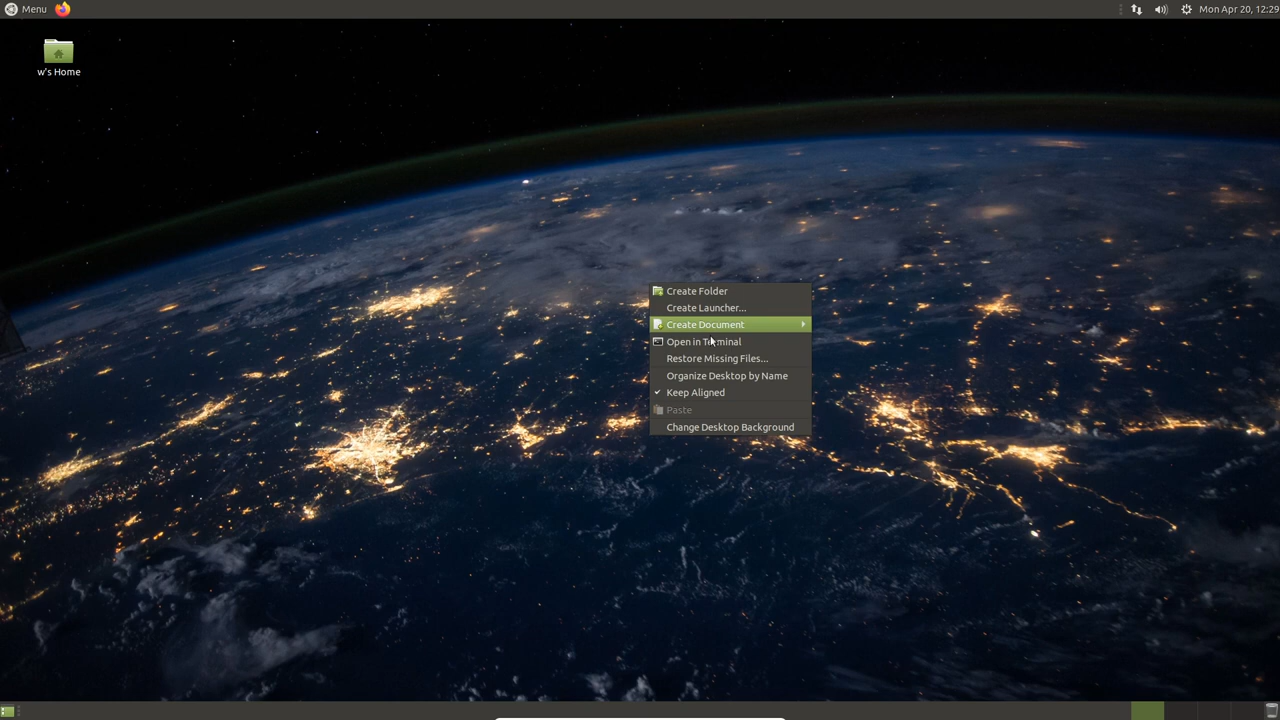 Menu
Mon Apr 20, 12:29
w's Home
Create Folder
Create Launcher...
Create Document
Open in Terminal
Restore Missing Files...
Organize Desktop by Name
Keep Aligned
Paste
Change Desktop Background